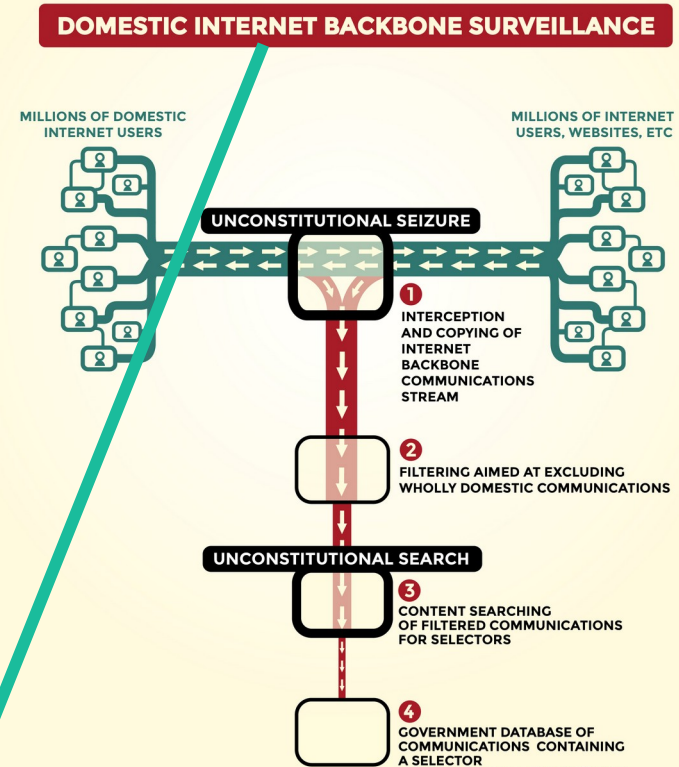 DOMESTIC INTERNET BACKBONE SURVEILLANCE
MILLIONS OF DOMESTIC
INTERNET USERS
MILLIONS OF INTERNET
USERS, WEBSITES, ETC
UNCONSTITUTIONAL SEIZURE
1
INTERCEPTION
AND COPYING OF
INTERNET
BACKBONE
COMMUNICATIONS
STREAM
2
FILTERING AIMED AT EXCLUDING
WHOLLY DOMESTIC COMMUNICATIONS
UNCONSTITUTIONAL SEARCH
3
CONTENT SEARCHING
OF FILTERED COMMUNICATIONS
FOR SELECTORS
4
GOVERNMENT DATABASE OF
COMMUNICATIONS CONTAINING
A SELECTOR